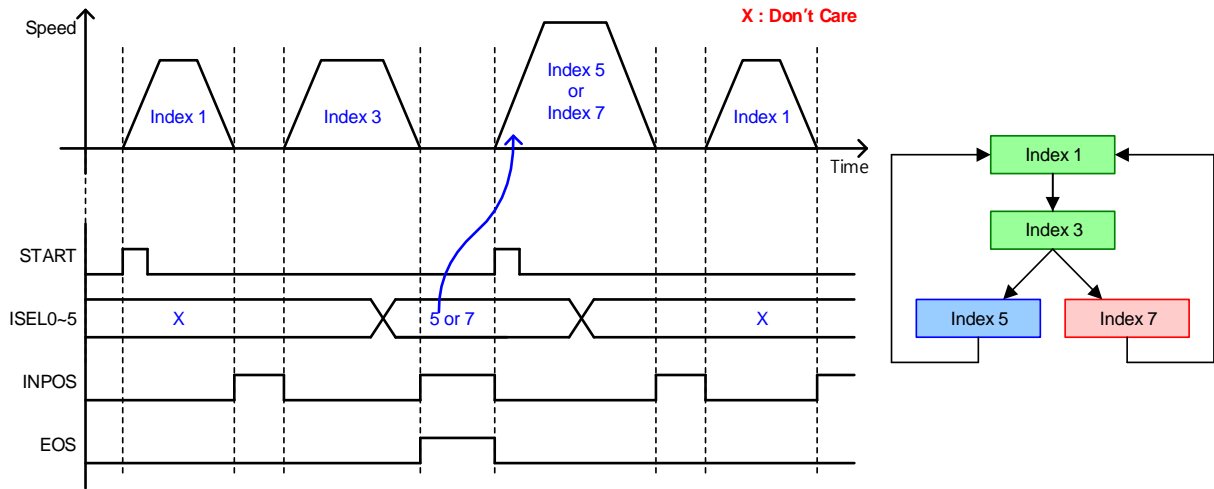 X : Don't Care
Speed
Index 1
Index 3
Index 5
or
Index 7
Index 1
Time
START
ISEL0~5
X
5 or 7
X
INPOS
EOS
Index 1
Index 3
Index 5
Index 7